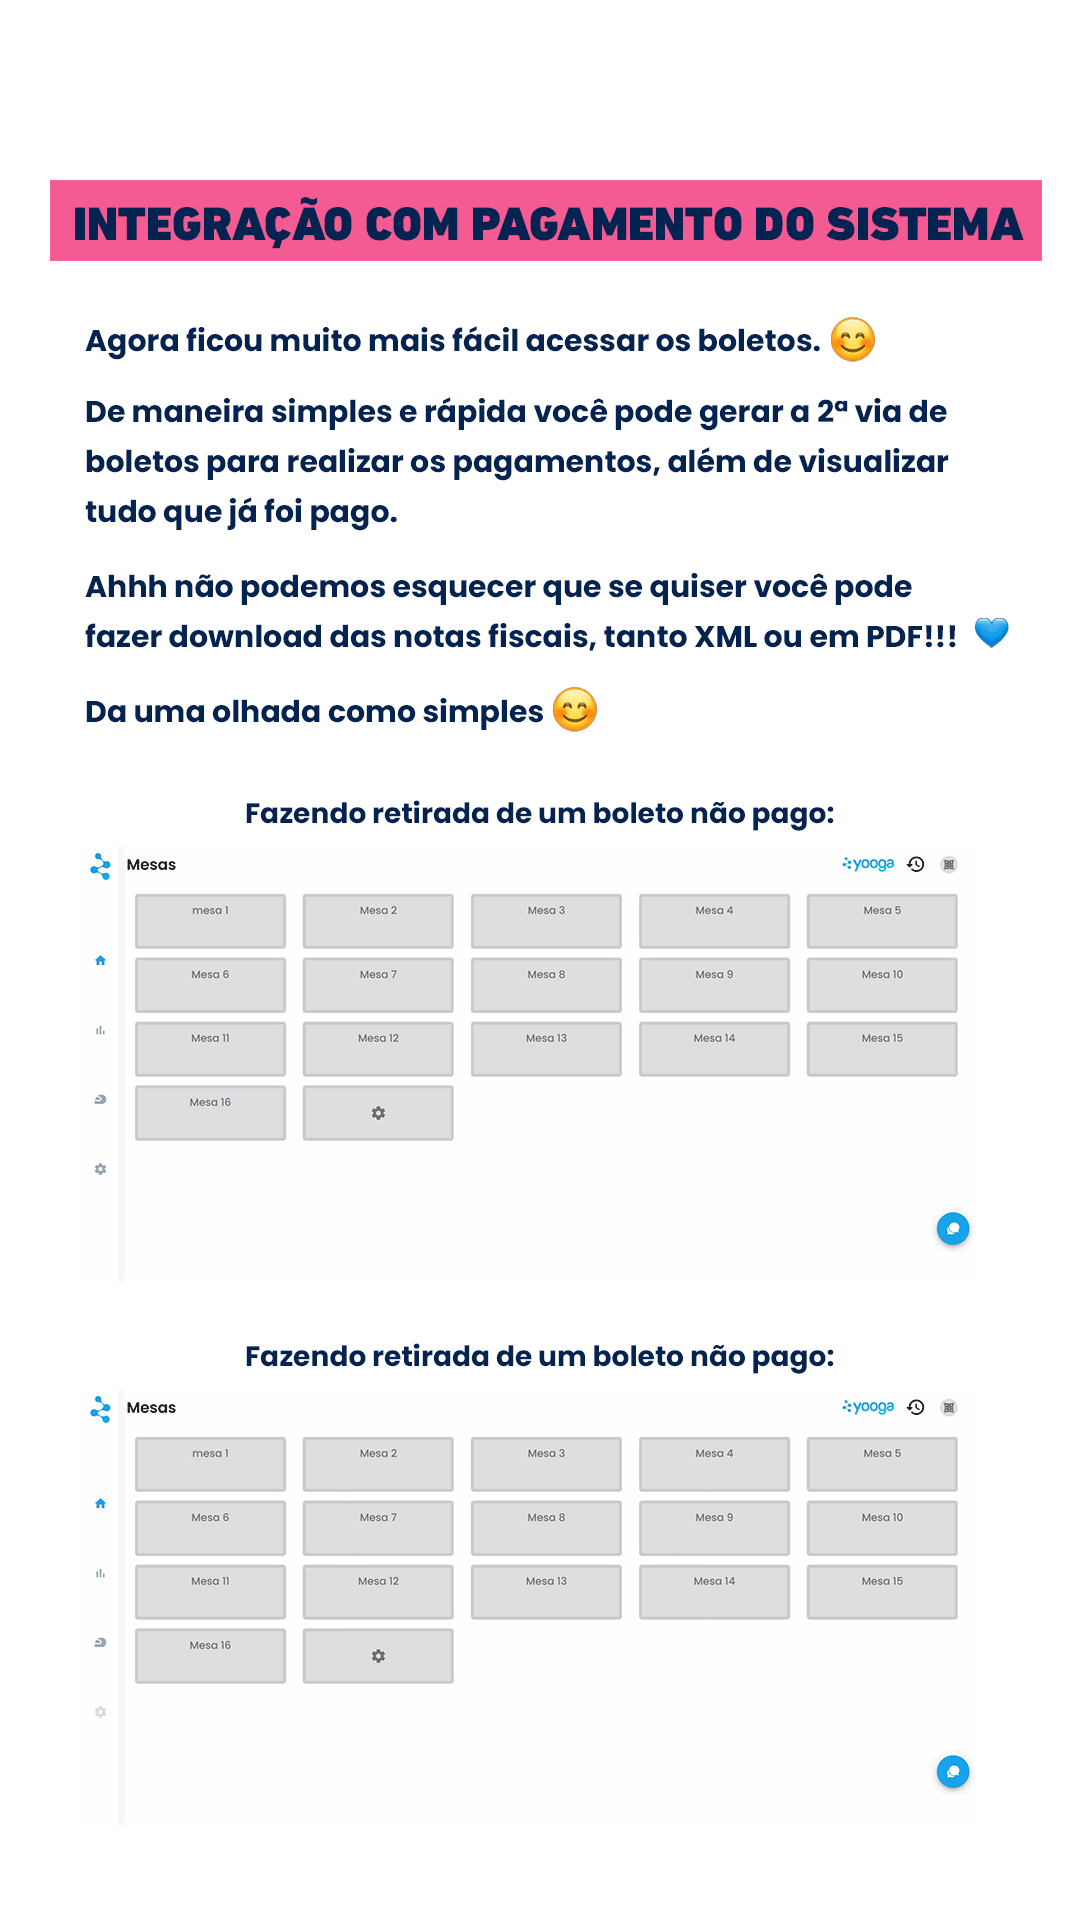 INTEGRAÇÃO COM PAGAMENTO DO SISTEMA
Agora ficou muito mais fácil acessar os boletos. 😊
De maneira simples e rápida você pode gerar a 2ª via de
boletos para realizar os pagamentos, além de visualizar
tudo que já foi pago.
Ahhh não podemos esquecer que se quiser você pode
fazer download das notas fiscais, tanto XML ou em PDF!!! 💙
Da uma olhada como simples 😊
Fazendo retirada de um boleto não pago:
Mesas yooga
mesa 1 Mesa 2 Mesa 3 Mesa 4 Mesa 5
Mesa 6 Mesa 7 Mesa 8 Mesa 9 Mesa 10
Mesa 11 Mesa 12 Mesa 13 Mesa 14 Mesa 15
Mesa 16
Fazendo retirada de um boleto não pago:
Mesas yooga
mesa 1 Mesa 2 Mesa 3 Mesa 4 Mesa 5
Mesa 6 Mesa 7 Mesa 8 Mesa 9 Mesa 10
Mesa 11 Mesa 12 Mesa 13 Mesa 14 Mesa 15
Mesa 16